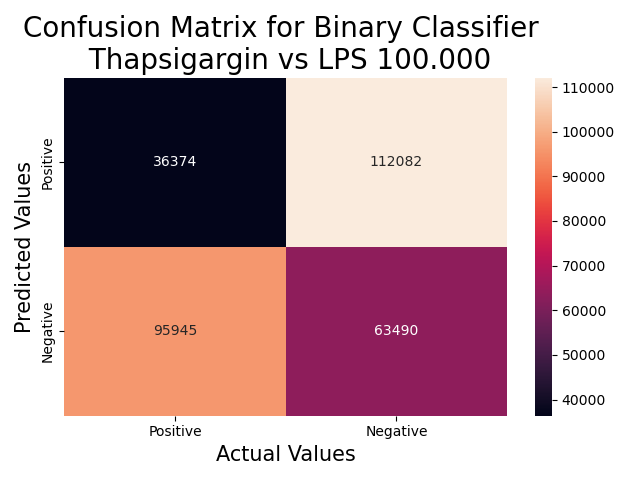 Confusion Matrix for Binary Classifier
Thapsigargin vs LPS 100.000
Predicted Values
Positive
Negative
36374
112082
95945
63490
Positive
Negative
Actual Values
110000
100000
90000
80000
70000
60000
50000
40000